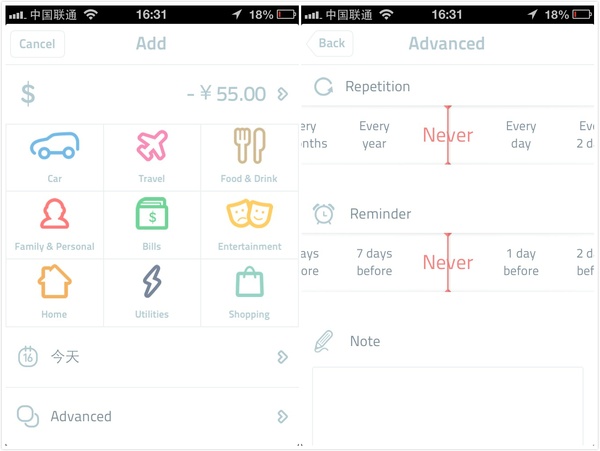 中国联通 16:31 18%
Cancel Add
$ - ¥ 55.00
Car Travel Food & Drink
Family & Personal Bills Entertainment
$
Home Utilities Shopping
16 今天
Advanced
中国联通 16:31 18%
Back Advanced
Repetition
ery Every Never Every Eve
nths year day 2 d
Reminder
ays 7 days Never 1 day 2 d
ore before before bef
Note